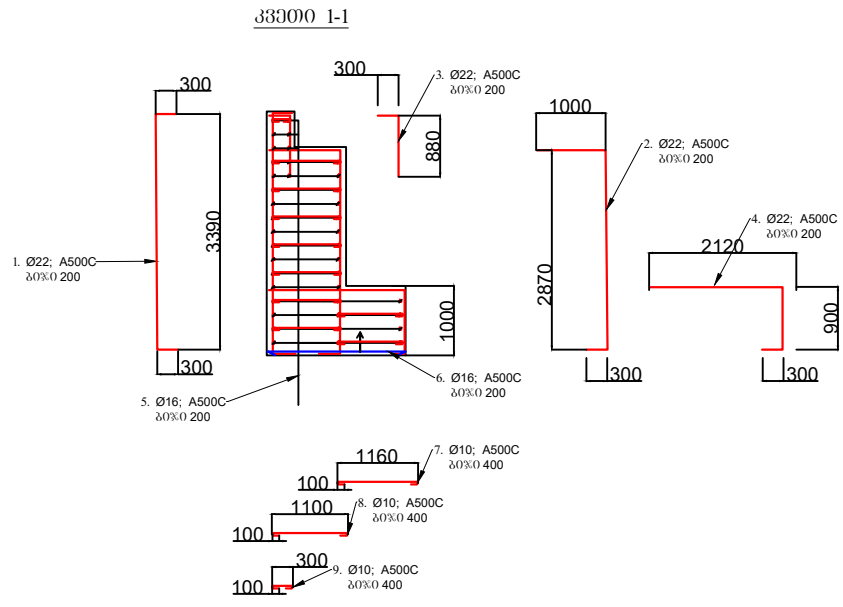 კვეთი 1-1
300
3. Ø22; A500C
ბიჯი 200
880
300
3390
1. Ø22; A500C
ბიჯი 200
300
1000
2. Ø22; A500C
ბიჯი 200
4. Ø22; A500C
ბიჯი 200
2120
2870
900
300
300
1000
5. Ø16; A500C
ბიჯი 200
6. Ø16; A500C
ბიჯი 200
1160
7. Ø10; A500C
ბიჯი 400
100
1100
8. Ø10; A500C
ბიჯი 400
100
300
9. Ø10; A500C
ბიჯი 400
100